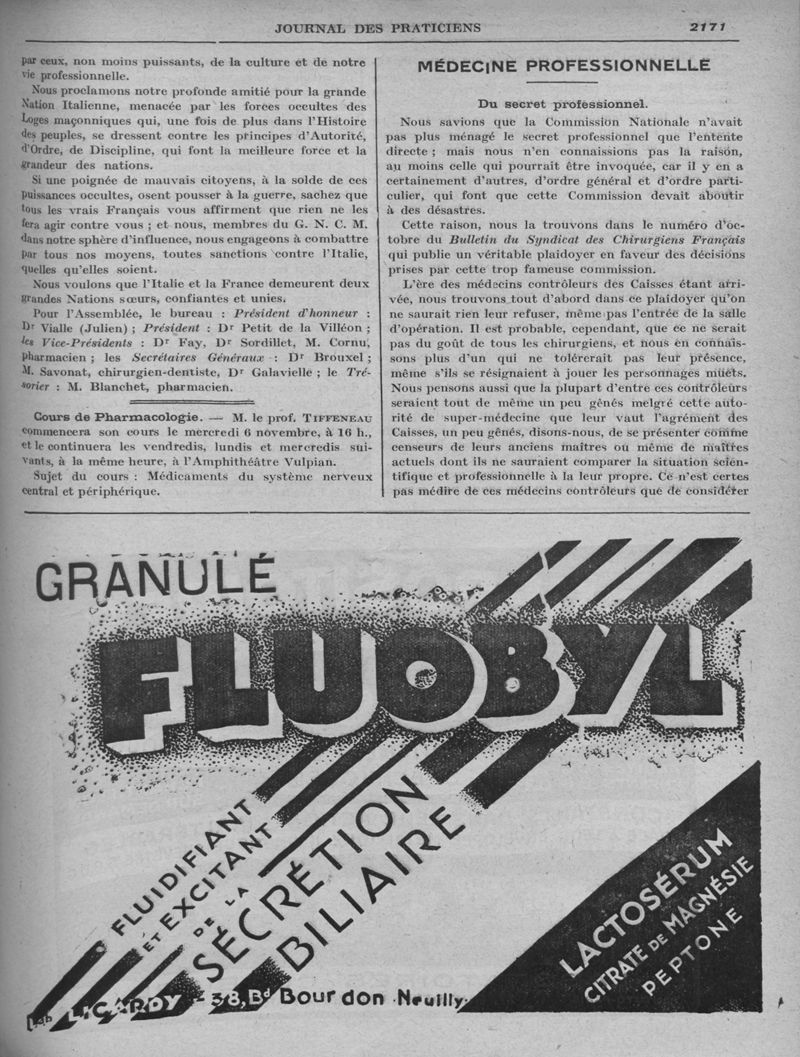 JOURNAL DES PRATICIENS
2171
par ceux, non moins puissants, de la culture et de notre
vie professionnelle.
Nous proclamons notre profonde amitié pour la grande
Nation Italienne, menacée par les forces occultes des
Loges maçonniques qui, une fois de plus dans l'Histoire
des peuples, se dressent contre les principes d'Autorité,
d'Ordre, de Discipline, qui font la meilleure force et la
grandeur des nations.
Si une poignée de mauvais citoyens, à la solde de ces
puissances occultes, osent pousser à la guerre, sachez que
tous les vrais Français vous affirment que rien ne les
fera agir contre vous ; et nous, membres du G. N. C. M.
dans notre sphère d'influence, nous engageons à combattre
par tous nos moyens, toutes sanctions contre l'Italie,
quelles qu'elles soient.
Nous voulons que l'Italie et la France demeurent deux
grandes Nations sœurs, confiantes et unies.
Pour l'Assemblée, le bureau : Président d'honneur :
Dr Vialle (Julien) ; Président : Dr Petit de la Villéon ;
les Vice-Présidents : Dr Fay, Dr Sordillet, M. Cornu,
pharmacien ; les Secrétaires Généraux : Dr Brouxel ;
M. Savonat, chirurgien-dentiste, Dr Galavielle ; le Tré-
sorier : M. Blanchet, pharmacien.
Cours de Pharmacologie. — M. le prof. TIFFENEAU
commencera son cours le mercredi 6 novembre, à 16 h.,
et le continuera les vendredis, lundis et mercredis sui-
vants, à la même heure, à l'Amphithéâtre Vulpian.
Sujet du cours : Médicaments du système nerveux
central et périphérique.
MÉDECINE PROFESSIONNELLE
Du secret professionnel.
Nous savions que la Commission Nationale n'avait
pas plus ménagé le secret professionnel que l'entente
directe ; mais nous n'en connaissions pas la raison,
au moins celle qui pourrait être invoquée, car il y en a
certainement d'autres, d'ordre général et d'ordre parti-
culier, qui font que cette Commission devait aboutir
à des désastres.
Cette raison, nous la trouvons dans le numéro d'oc-
tobre du Bulletin du Syndicat des Chirurgiens Français
qui publie un véritable plaidoyer en faveur des décisions
prises par cette trop fameuse commission.
L'ère des médecins contrôleurs des Caisses étant arri-
vée, nous trouvons tout d'abord dans ce plaidoyer qu'on
ne saurait rien leur refuser, même pas l'entrée de la salle
d'opération. Il est probable, cependant, que ce ne serait
pas du goût de tous les chirurgiens, et nous en connais-
sons plus d'un qui ne tolérerait pas leur présence,
même s'ils se résignaient à jouer les personnages muets.
Nous pensons aussi que la plupart d'entre ces contrôleurs
seraient tout de même un peu gênés melgré cette auto-
rité de super-médecine que leur vaut l'agrément des
Caisses, un peu gênés, disons-nous, de se présenter comme
censeurs de leurs anciens maîtres ou même de maîtres
actuels dont ils ne sauraient comparer la situation scien-
tifique et professionnelle à la leur propre. Ce n'est certes
pas médire de ces médecins contrôleurs que de considérer
GRANULÉ
FLUOBYL
FLUIDIFIANT
ET EXCITANT
DE LA
SÉCRÉTION
BILIAIRE
LACTOSÉRUM
CITRATE DE MAGNÉSIE
PEPTONE
Lab LICARDY - 38, Bd Bourdon - Neuilly